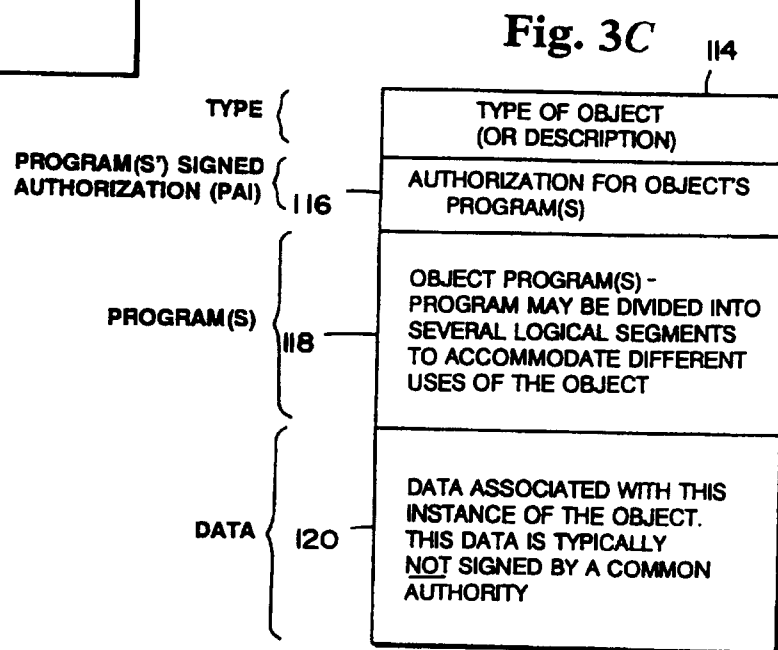 Fig. 3C
114
TYPE
TYPE OF OBJECT
(OR DESCRIPTION)
PROGRAM(S') SIGNED
AUTHORIZATION (PAI)
116
AUTHORIZATION FOR OBJECT'S
PROGRAM(S)
PROGRAM(S)
118
OBJECT PROGRAM(S) -
PROGRAM MAY BE DIVIDED INTO
SEVERAL LOGICAL SEGMENTS
TO ACCOMMODATE DIFFERENT
USES OF THE OBJECT
DATA
120
DATA ASSOCIATED WITH THIS
INSTANCE OF THE OBJECT.
THIS DATA IS TYPICALLY
NOT SIGNED BY A COMMON
AUTHORITY